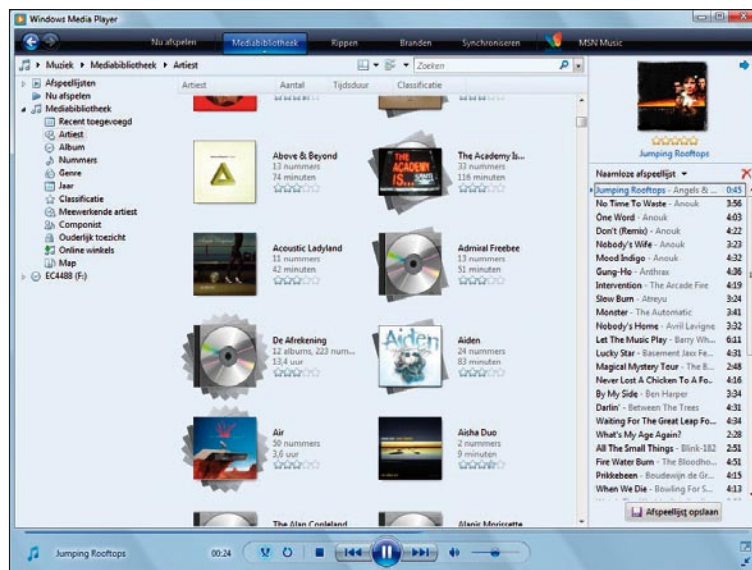 Windows Media Player
Nu afspelen Mediabibliotheek Rippen Branden Synchroniseren MSN Music
Muziek Mediabibliotheek Artiest
Zoeken
Afspeellijsten
Nu afspelen
Mediabibliotheek
Recent toegevoegd
Artiest
Album
Nummers
Genre
Jaar
Classificatie
Meewerkende artiest
Componist
Ouderlijk toezicht
Online winkels
Map
EC4488 (F:)
Artiest Aantal Tijdsduur Classificatie
Above & Beyond
13 nummers
74 minuten
The Academy Is...
33 nummers
116 minuten
THE ACADEMY IS...
Acoustic Ladyland
11 nummers
42 minuten
Admiral Freebee
13 nummers
51 minuten
De Afrekening
12 albums, 223 num...
13,4 uur
Aiden
Aiden
24 nummers
83 minuten
Air
50 nummers
3,6 uur
Aisha Duo
2 nummers
9 minuten
The Alan Copleland
Alanis Morissette
Jumping Rooftops
Naamloze afspeellijst
Jumping Rooftops - Angels & ... 0:45
No Time To Waste - Anouk 3:56
One Word - Anouk 4:03
Don't (Remix) - Anouk 4:22
Nobody's Wife - Anouk 3:23
Mood Indigo - Anouk 4:32
Gung-Ho - Anthrax 4:36
Intervention - The Arcade Fire 4:19
Slow Burn - Atreyu 3:24
Monster - The Automatic 3:41
Nobody's Home - Avril Lavigne 3:32
Let The Music Play - Barry Wh... 6:11
Lucky Star - Basement Jaxx Fe... 4:31
Magical Mystery Tour - The B... 2:48
Never Lost A Chicken To A Fo.. 4:16
By My Side - Ben Harper 3:34
Darlin' - Between The Trees 4:31
Waiting For The Great Leap Fo... 4:34
What's My Age Again? 2:28
All The Small Things - Blink-182 2:51
Fire Water Burn - The Bloodho... 4:51
Prikkebeen - Boudewijn de Gr... 4:15
When We Die - Bowling For S... 4:13
Afspeellijst opslaan
Jumping Rooftops 00:24